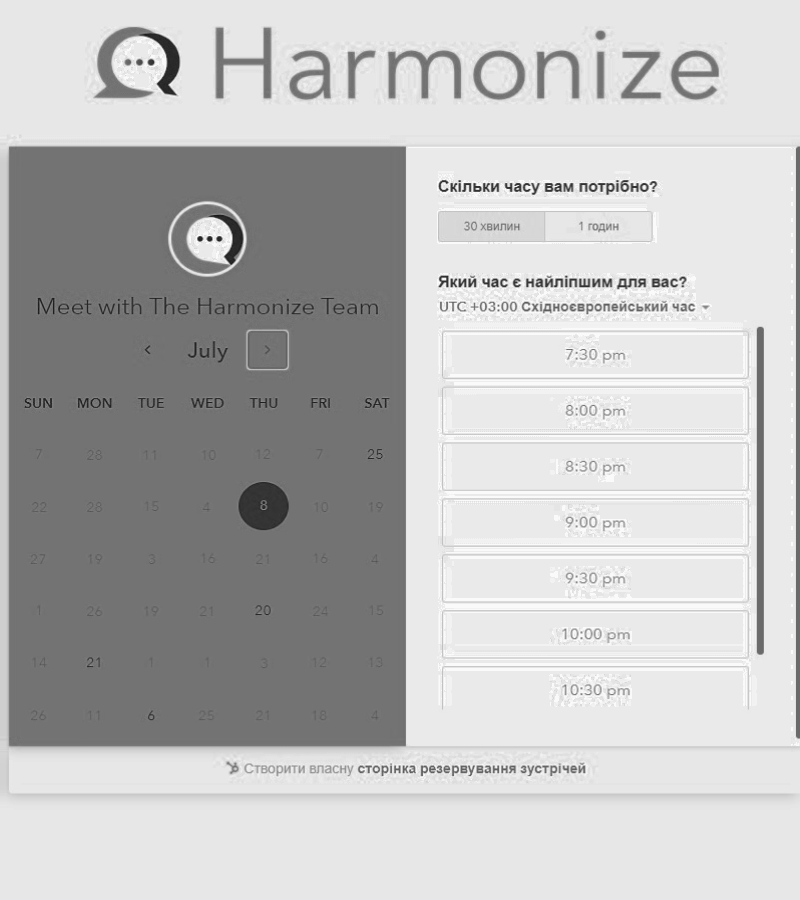 Harmonize
Meet with The Harmonize Team
July
SUN MON TUE WED THU FRI SAT
7 28 11 10 12 7 25
22 28 15 4 8 10 19
27 19 3 16 21 16 4
1 26 19 21 20 24 15
14 21 1 1 3 12 13
26 11 6 25 21 18 4
Скільки часу вам потрібно?
30 хвилин 1 годин
Який час є найліпшим для вас?
UTC +03:00 Східноєвропейський час
7:30 pm
8:00 pm
8:30 pm
9:00 pm
9:30 pm
10:00 pm
10:30 pm
Створити власну сторінка резервування зустрічей